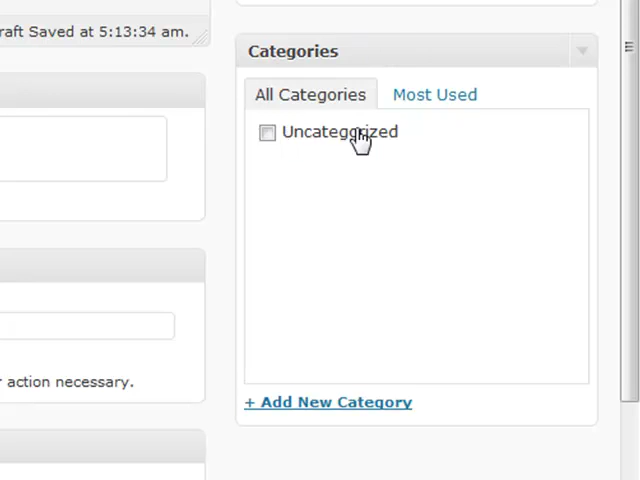 raft Saved at 5:13:34 am.
Categories
All Categories
Most Used
Uncategorized
r action necessary.
+ Add New Category